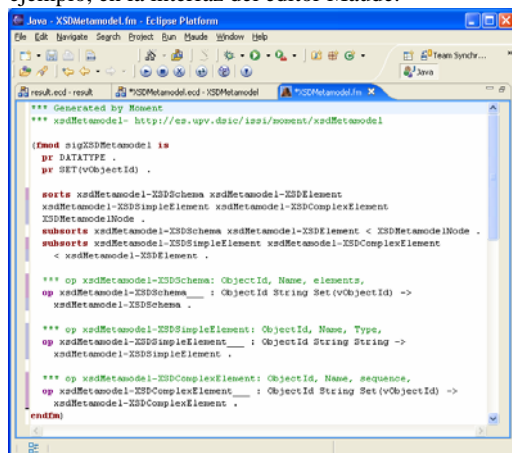 ejemplo, en la interfaz del editor Maude.
Java - XSDMetamodel.fm - Eclipse Platform
File Edit Navigate Search Project Run Maude Window Help
Team Synchr...
Java
result.ecd - result *XSDMetamodel.ecd - XSDMetamodel *XSDMetamodel.fm
*** Generated by Moment
*** xsdMetamodel- http://es.upv.dsic/issi/moment/xsdMetamodel
(fmod sigXSDMetamodel is
pr DATATYPE .
pr SET(vObjectId) .
sorts xsdMetamodel-XSDSchema xsdMetamodel-XSDElement
xsdMetamodel-XSDSimpleElement xsdMetamodel-XSDComplexElement
XSDMetamodelNode .
subsorts xsdMetamodel-XSDSchema xsdMetamodel-XSDElement < XSDMetamodelNode .
subsorts xsdMetamodel-XSDSimpleElement xsdMetamodel-XSDComplexElement
< xsdMetamodel-XSDElement .
*** op xsdMetamodel-XSDSchema: ObjectId, Name, elements,
op xsdMetamodel-XSDSchema___ : ObjectId String Set(vObjectId) ->
xsdMetamodel-XSDSchema .
*** op xsdMetamodel-XSDSimpleElement: ObjectId, Name, Type,
op xsdMetamodel-XSDSimpleElement___ : ObjectId String String ->
xsdMetamodel-XSDSimpleElement .
*** op xsdMetamodel-XSDComplexElement: ObjectId, Name, sequence,
op xsdMetamodel-XSDComplexElement___ : ObjectId String Set(vObjectId) ->
xsdMetamodel-XSDComplexElement .
endfm)